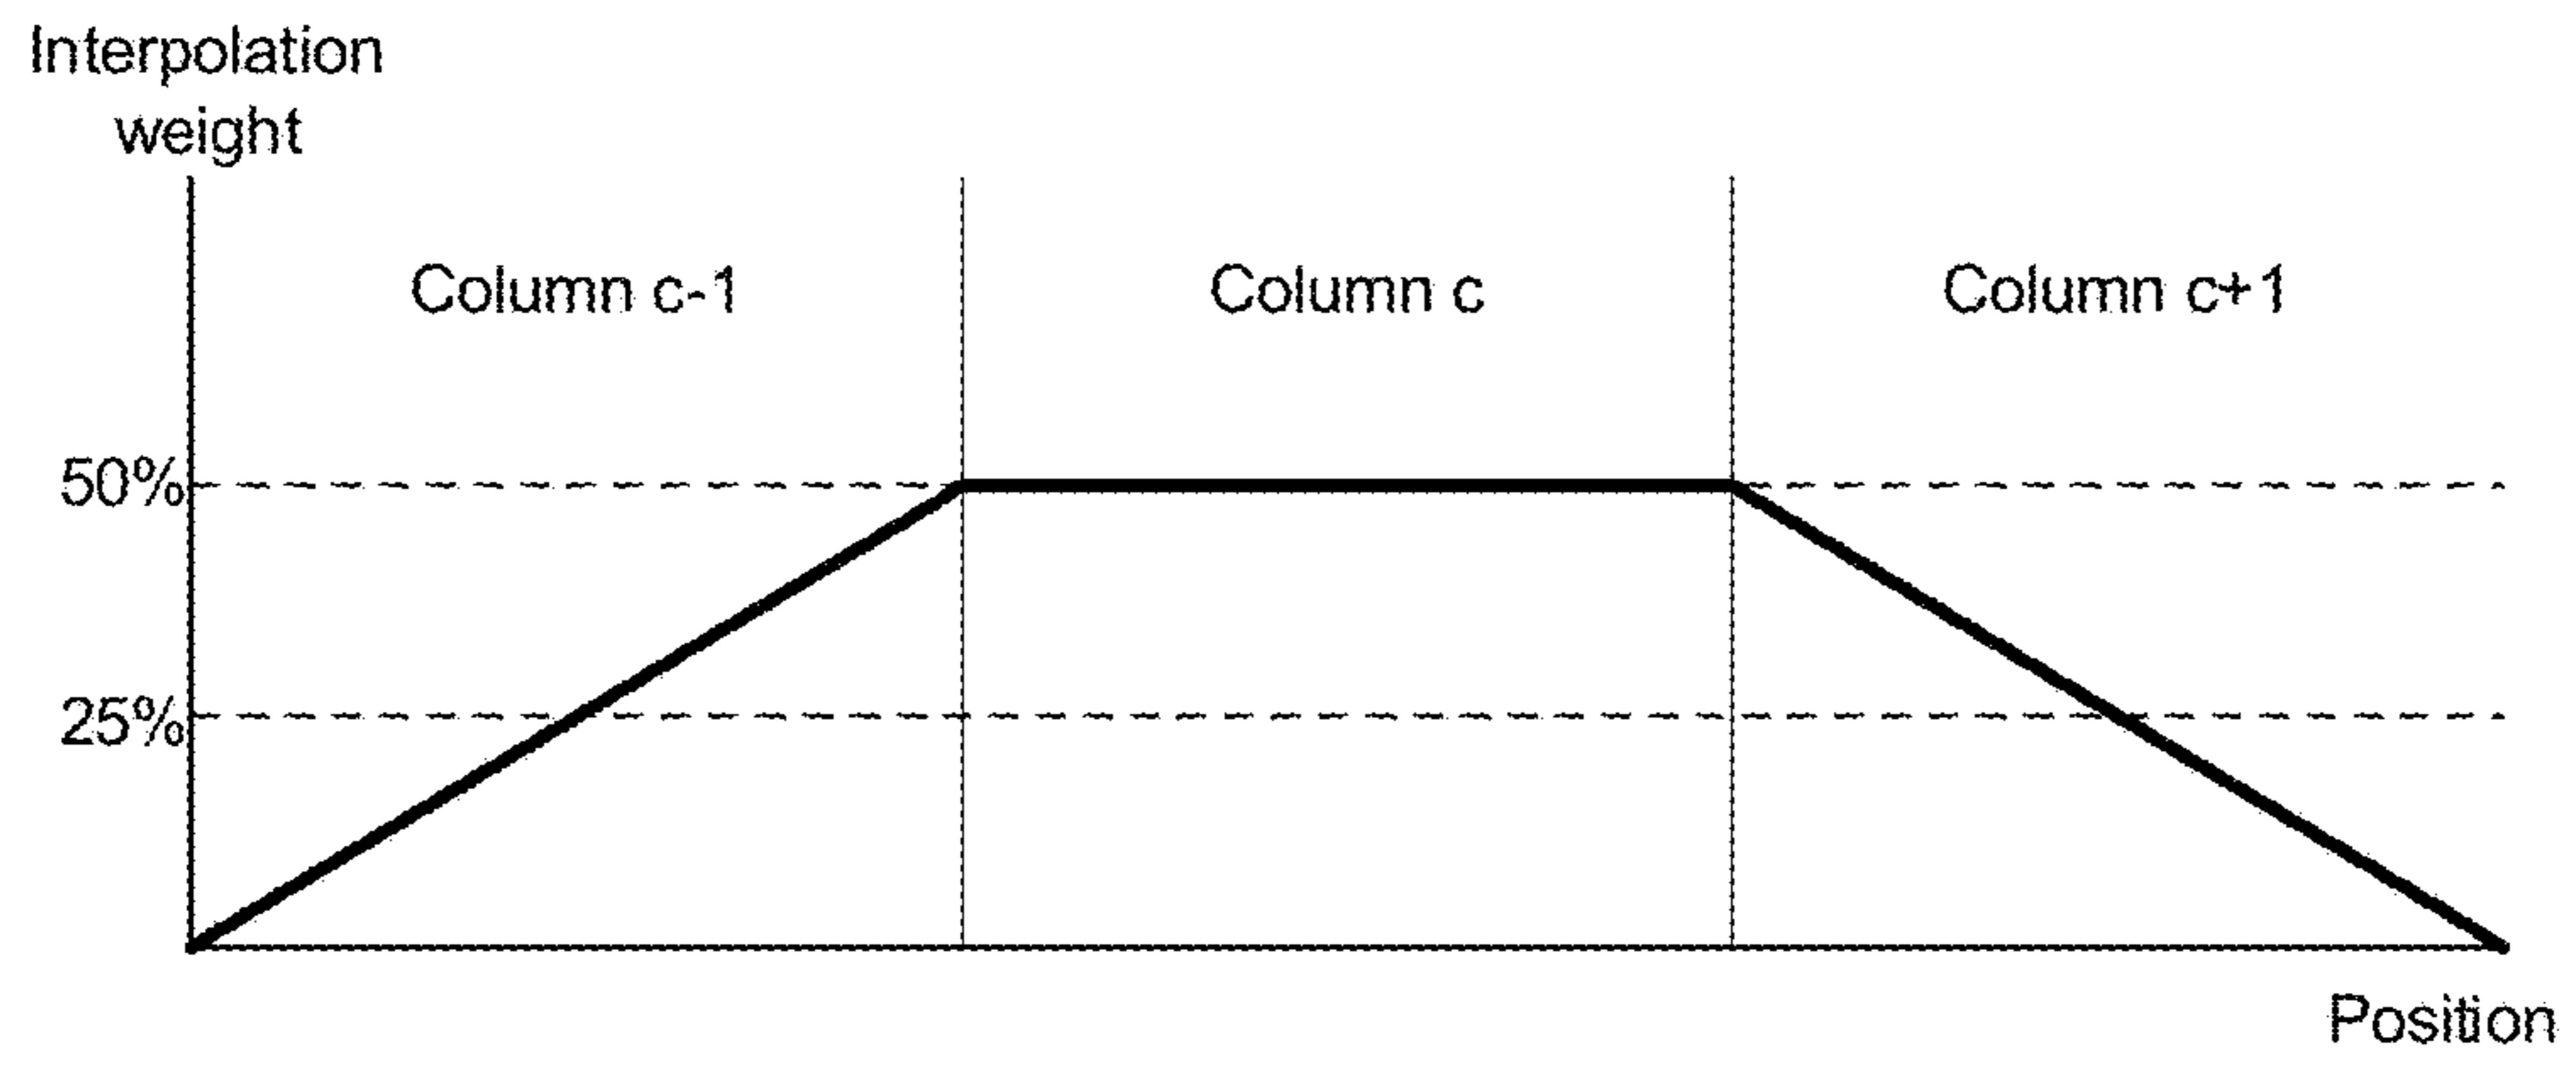 Interpolation
weight
Column c-1
Column c
Column c+1
50%
25%
Position